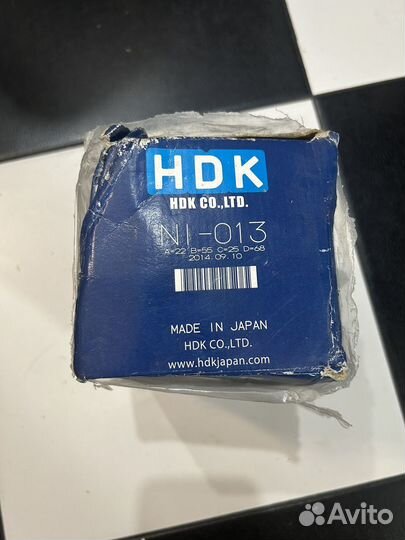 HDK
HDK CO.,LTD.
NI-013
A=22 B=55 C=25 D=68
2014.09.10
MADE IN JAPAN
HDK CO.,LTD.
www.hdkjapan.com
Avito